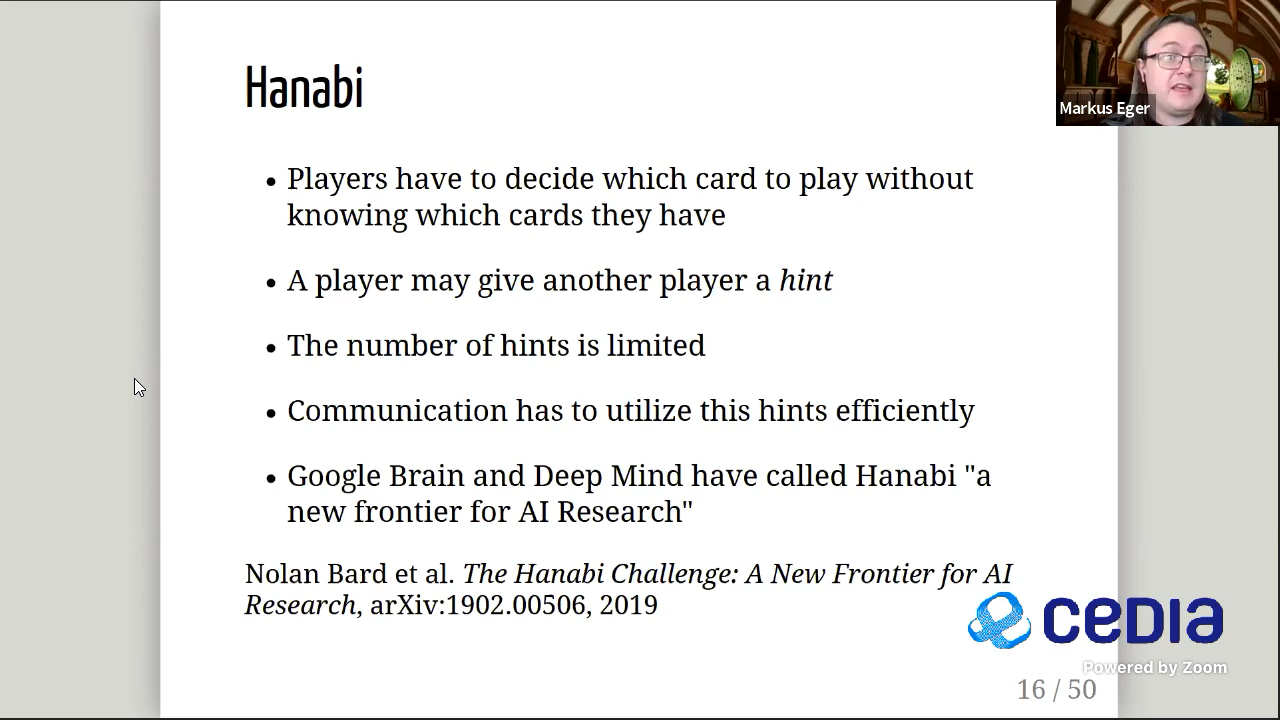 Hanabi
Markus Eger
• Players have to decide which card to play without
knowing which cards they have
• A player may give another player a hint
• The number of hints is limited
• Communication has to utilize this hints efficiently
• Google Brain and Deep Mind have called Hanabi "a
new frontier for AI Research"
Nolan Bard et al. The Hanabi Challenge: A New Frontier for AI
Research, arXiv:1902.00506, 2019
cedia
Powered by Zoom
16 / 50